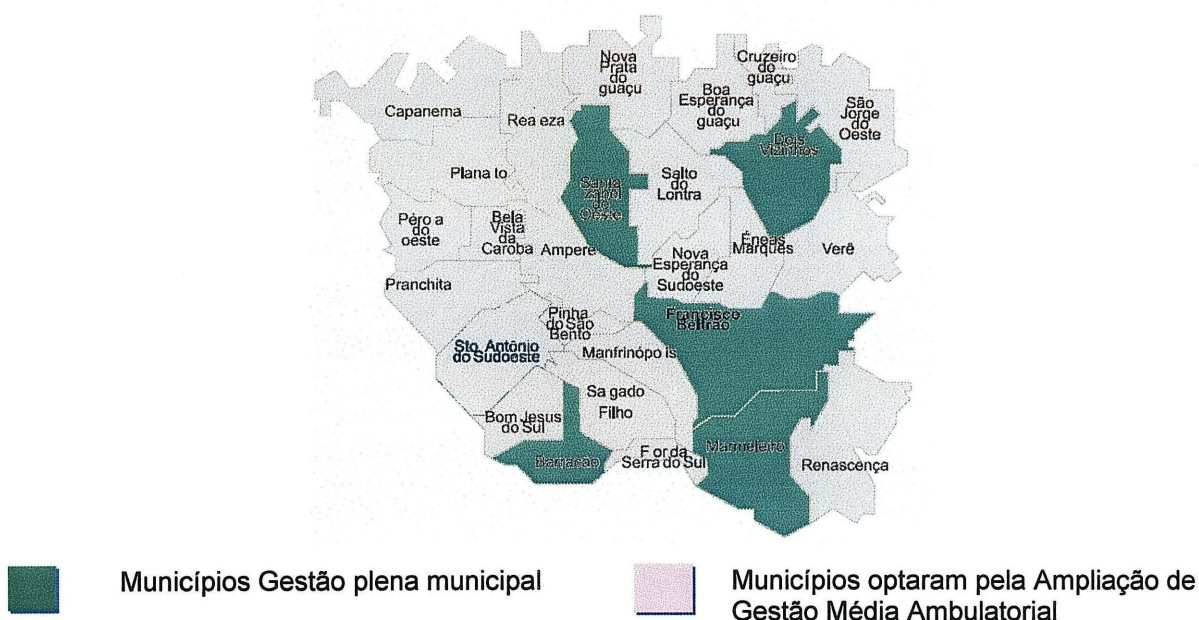 Nova
Prata
do
guaçu
Cruzeiro
do
guaçu
Boa
Esperança
do
guaçu
São
Jorge
do
Oeste
Capanema
Rea eza
Dois
Vizinhos
Plana to
Santa
Izabel
de
Oeste
Salto
do
Lontra
Péro a
do
oeste
Bela
Vista
da
Caroba
Ampere
Nova
Esperança
do
Sudoeste
Éneas
Marques
Verê
Pranchita
Pinha
do São
Bento
Francisco
Beltrão
Sto. Antônio
do Sudoeste
Manfrinópo is
Sa gado
Filho
Bom Jesus
do Sul
Barracão
F or da
Serra do Sul
Marmeleiro
Renascença
Municípios Gestão plena municipal
Municípios optaram pela Ampliação de
Gestão Média Ambulatorial